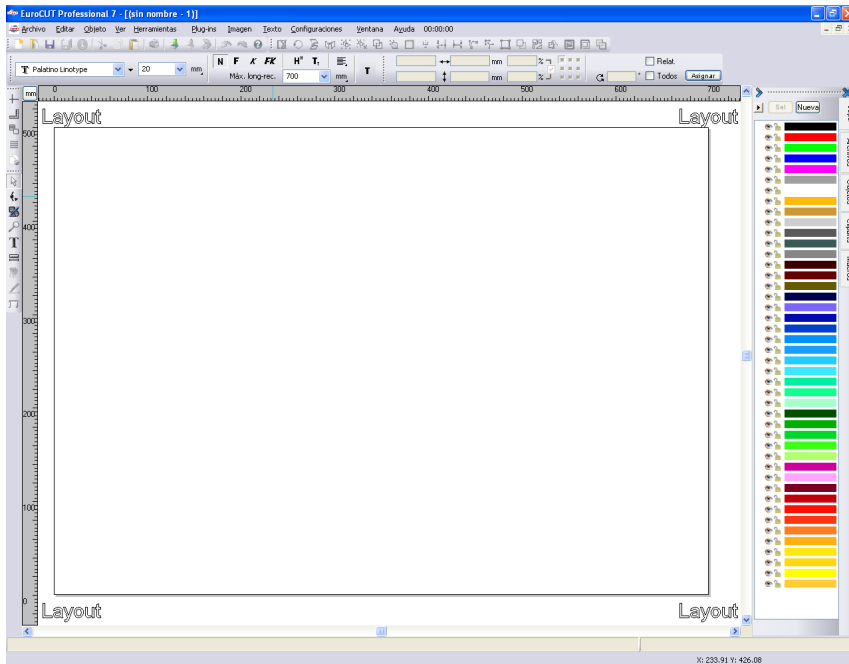 EuroCUT Professional 7 - [(sin nombre - 1)]
Archivo Editar Objeto Ver Herramientas Plug-ins Imagen Texto Configuraciones Ventana Ayuda 00:00:00
N F K FK H" T, mm % Relat.
Palatino Linotype 20 mm Máx. long-rec. 700 mm T mm % ° Todos Asignar
mm 0 100 200 300 400 500 600 700
Sel Nueva
Layout Layout
500
400
300
200
100
0
Layout Layout
X: 233.91 Y: 426.08